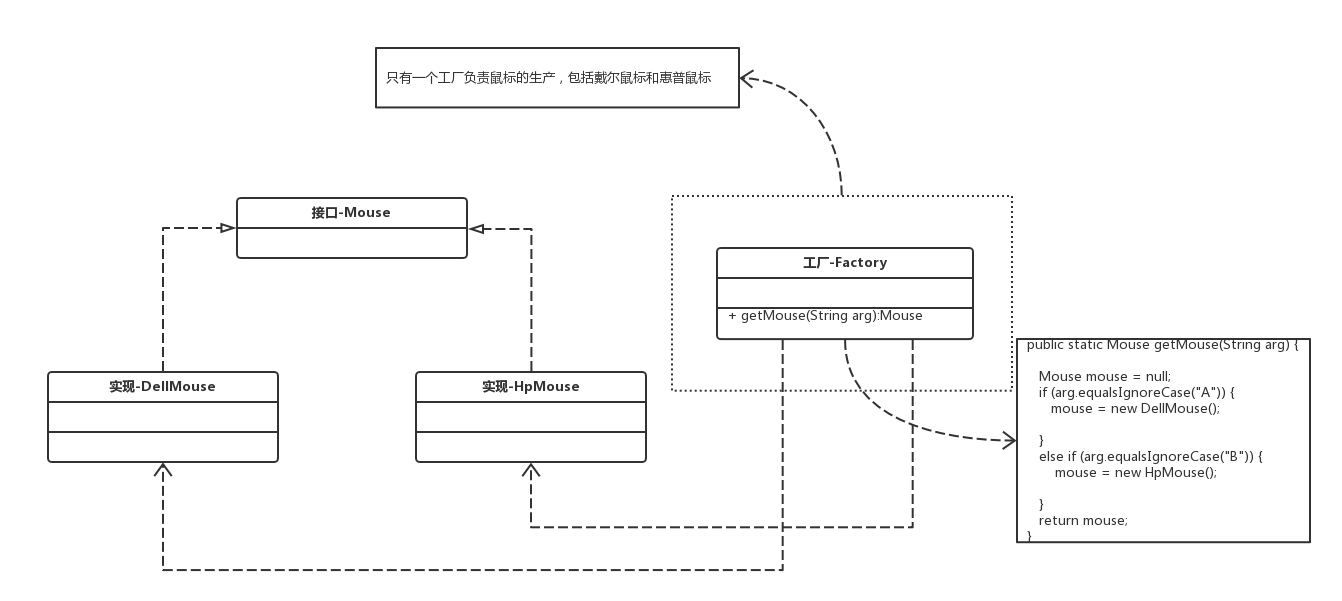 只有一个工厂负责鼠标的生产，包括戴尔鼠标和惠普鼠标
接口-Mouse
工厂-Factory
+ getMouse(String arg):Mouse
实现-DellMouse
实现-HpMouse
public static Mouse getMouse(String arg) {
Mouse mouse = null;
if (arg.equalsIgnoreCase("A")) {
mouse = new DellMouse();
}
else if (arg.equalsIgnoreCase("B")) {
mouse = new HpMouse();
}
return mouse;
}